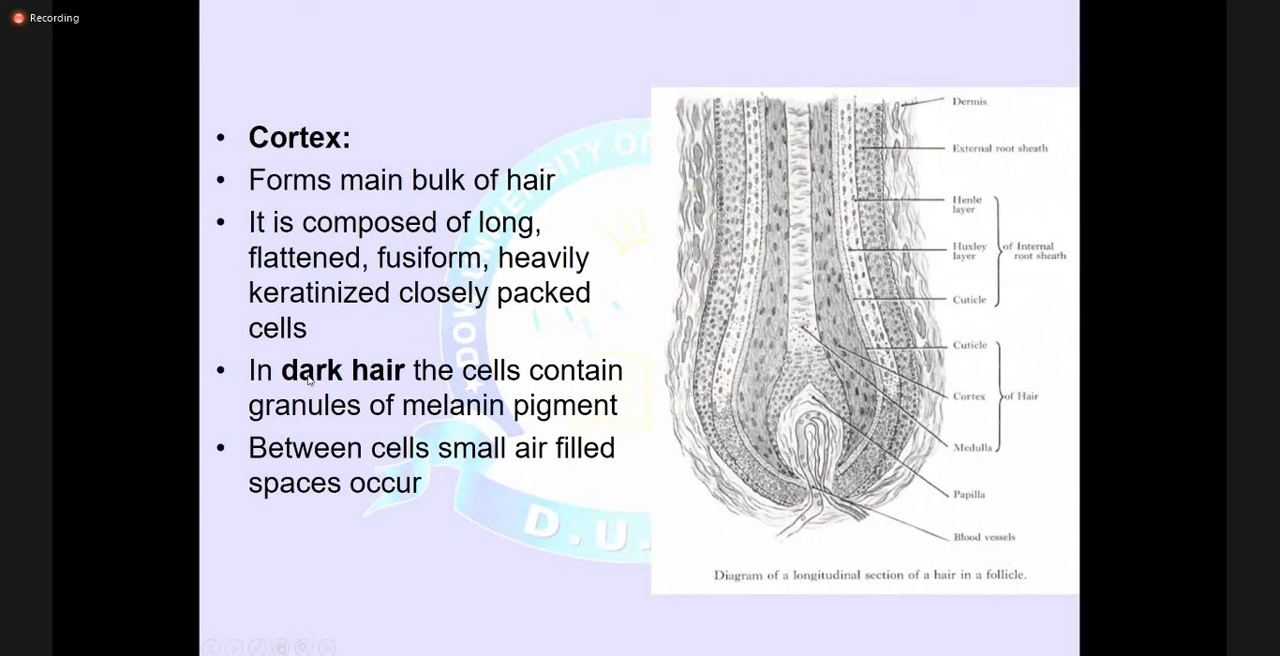 Recording
Cortex:
Forms main bulk of hair
It is composed of long,
flattened, fusiform, heavily
keratinized closely packed
cells
In dark hair the cells contain
granules of melanin pigment
Between cells small air filled
spaces occur
DOW UNIVERSITY OF
D.U.
Dermis
External root sheath
Henle
layer
Huxley
layer
of Internal
root sheath
Cuticle
Cuticle
Cortex
of Hair
Medulla
Papilla
Blood vessels
Diagram of a longitudinal section of a hair in a follicle.